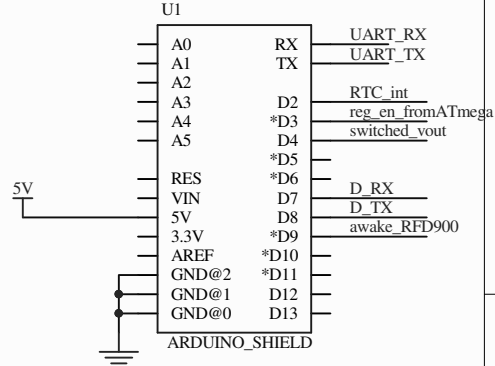 U1
A0
A1
A2
A3
A4
A5
RES
VIN
5V
3.3V
AREF
GND@2
GND@1
GND@0
RX
TX
D2
*D3
D4
*D5
*D6
D7
D8
*D9
*D10
*D11
D12
D13
ARDUINO_SHIELD
5V
UART_RX
UART_TX
RTC_int
reg_en_fromATmega
switched_vout
D_RX
D_TX
awake_RFD900